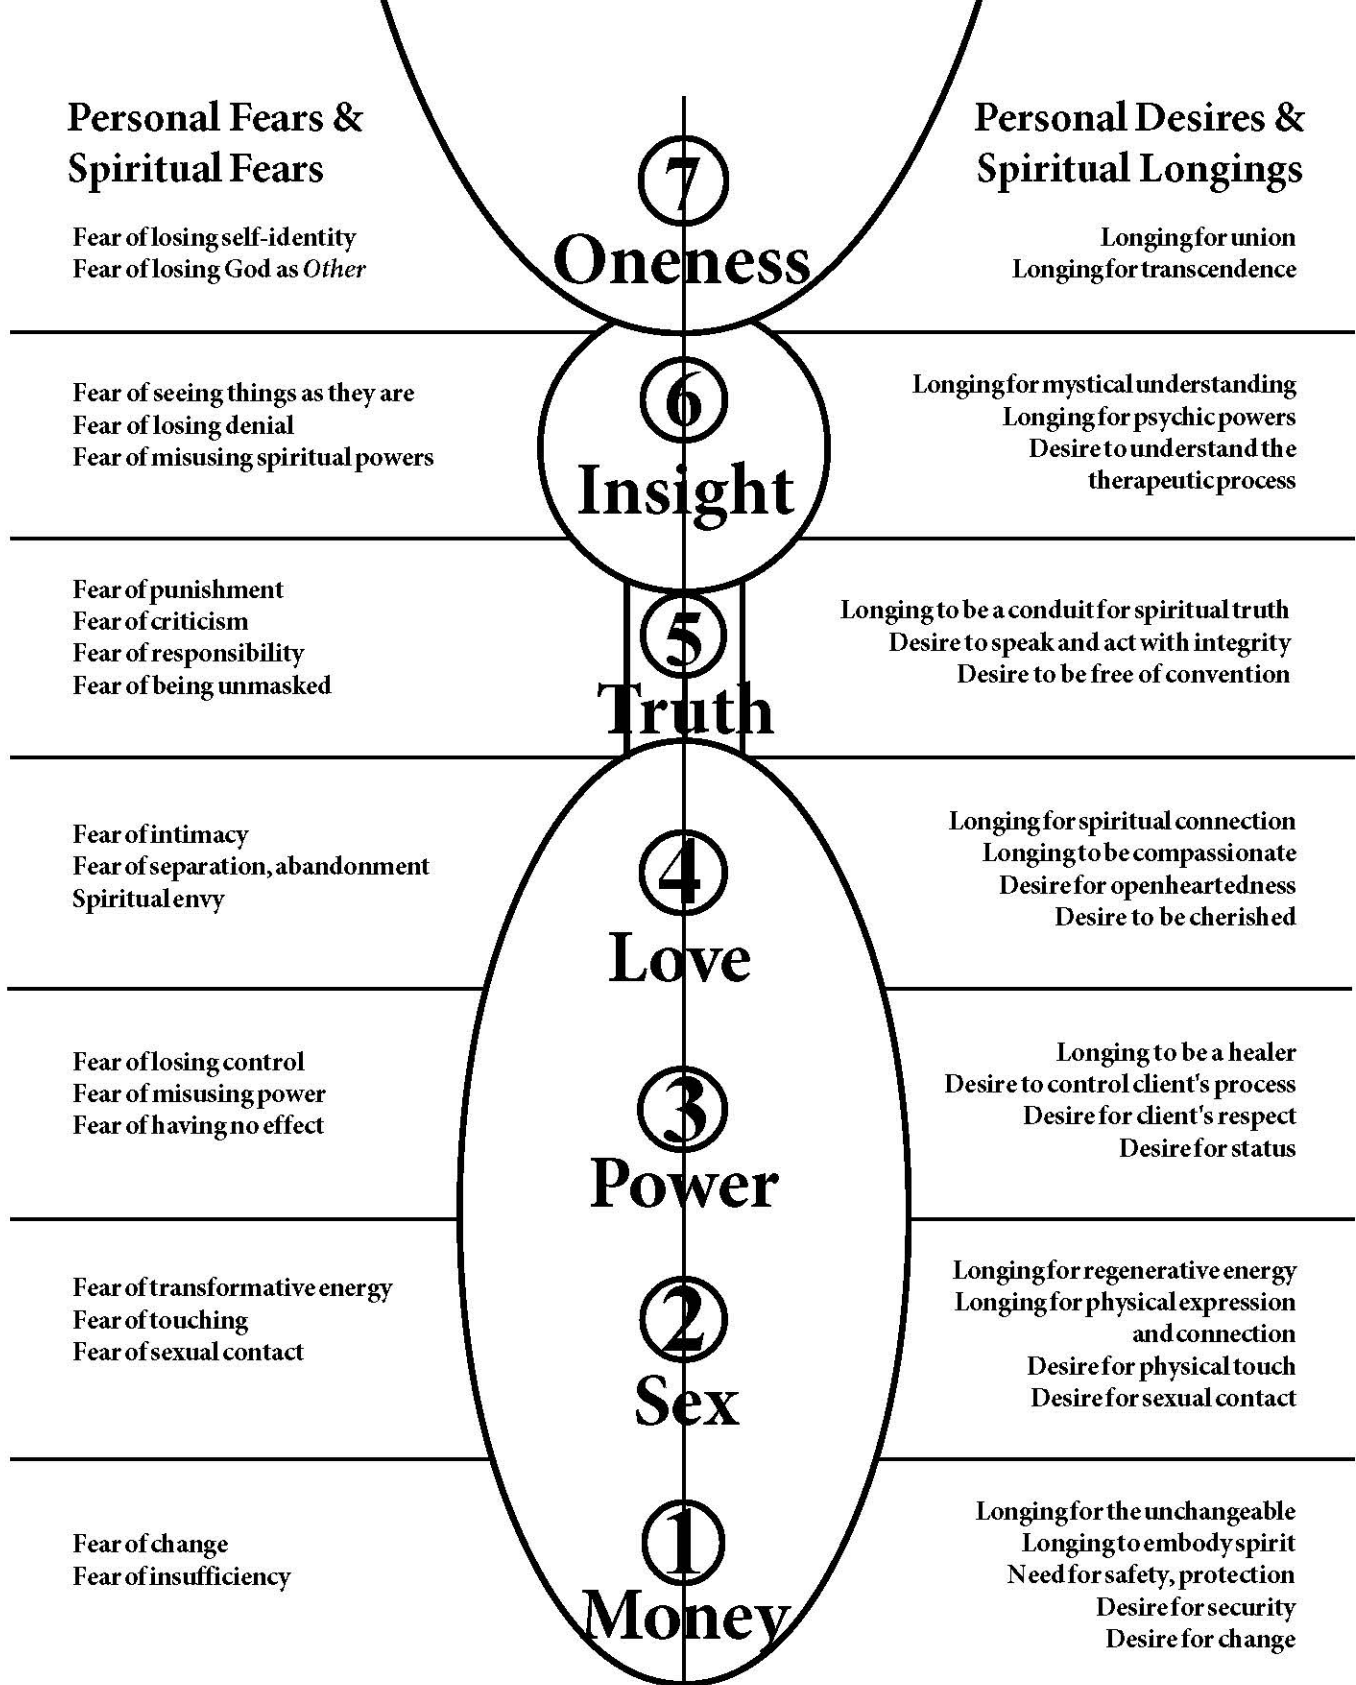 Personal Fears &
Spiritual Fears
Personal Desires &
Spiritual Longings
7
Oneness
Fear of losing self-identity
Fear of losing God as Other
Longing for union
Longing for transcendence
6
Insight
Fear of seeing things as they are
Fear of losing denial
Fear of misusing spiritual powers
Longing for mystical understanding
Longing for psychic powers
Desire to understand the
therapeutic process
5
Truth
Fear of punishment
Fear of criticism
Fear of responsibility
Fear of being unmasked
Longing to be a conduit for spiritual truth
Desire to speak and act with integrity
Desire to be free of convention
4
Love
Fear of intimacy
Fear of separation, abandonment
Spiritual envy
Longing for spiritual connection
Longing to be compassionate
Desire for openheartedness
Desire to be cherished
3
Power
Fear of losing control
Fear of misusing power
Fear of having no effect
Longing to be a healer
Desire to control client's process
Desire for client's respect
Desire for status
2
Sex
Fear of transformative energy
Fear of touching
Fear of sexual contact
Longing for regenerative energy
Longing for physical expression
and connection
Desire for physical touch
Desire for sexual contact
1
Money
Fear of change
Fear of insufficiency
Longing for the unchangeable
Longing to embody spirit
Need for safety, protection
Desire for security
Desire for change